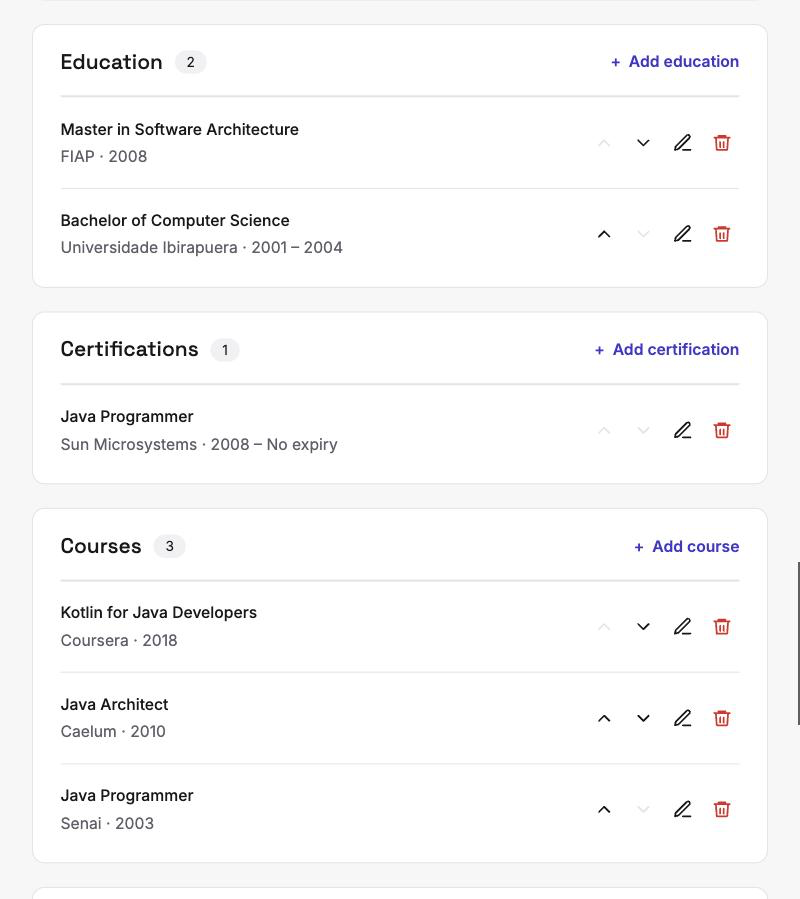 Education 2 + Add education
Master in Software Architecture
FIAP · 2008
Bachelor of Computer Science
Universidade Ibirapuera · 2001 – 2004
Certifications 1 + Add certification
Java Programmer
Sun Microsystems · 2008 – No expiry
Courses 3 + Add course
Kotlin for Java Developers
Coursera · 2018
Java Architect
Caelum · 2010
Java Programmer
Senai · 2003